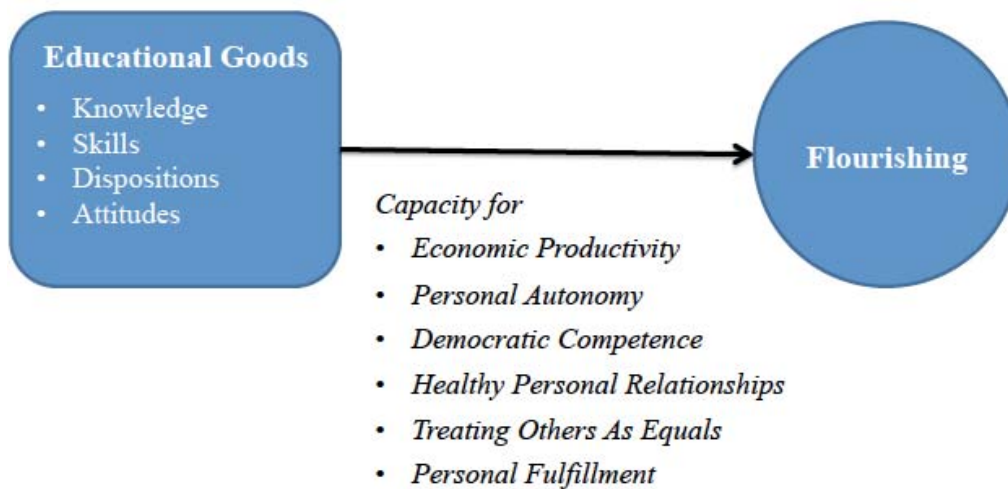 Educational Goods
• Knowledge
• Skills
• Dispositions
• Attitudes
Flourishing
Capacity for
• Economic Productivity
• Personal Autonomy
• Democratic Competence
• Healthy Personal Relationships
• Treating Others As Equals
• Personal Fulfillment